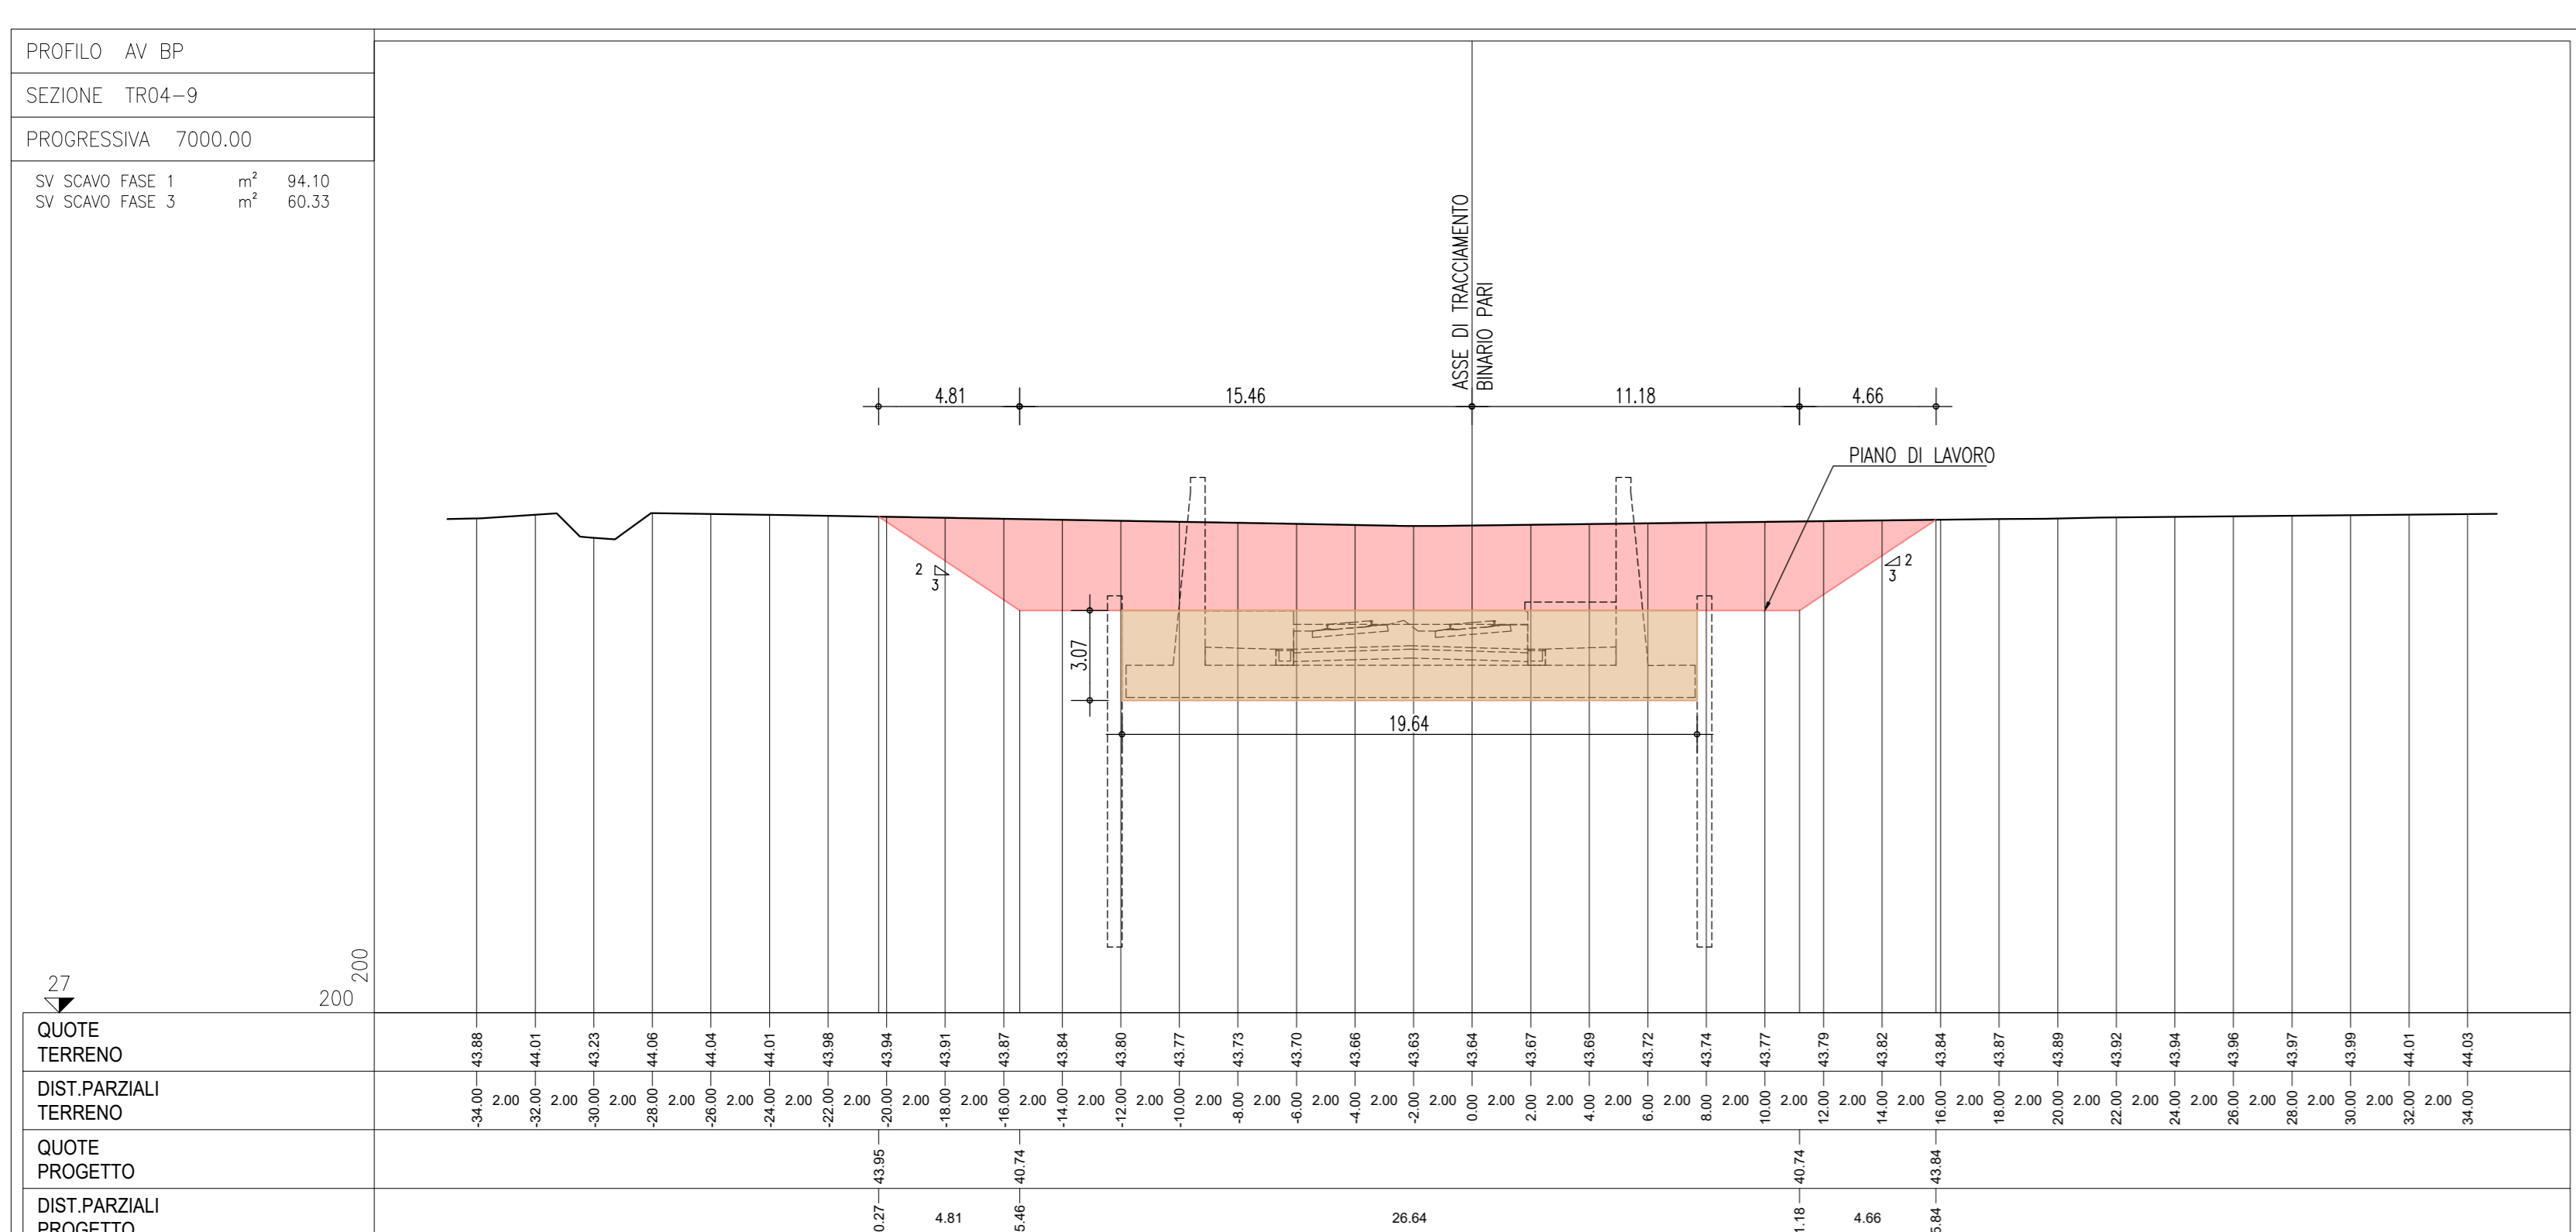 PROFILO AV BP
SEZIONE TR04-9
PROGRESSIVA 7000.00
SV SCAVO FASE 1 m² 94.10
SV SCAVO FASE 3 m² 60.33
ASSE DI TRACCIAMENTO
BINARIO PARI
4.81 15.46 11.18 4.66
PIANO DI LAVORO
2
3
2
3
3.07
19.64
27
200
200
QUOTE
TERRENO
43.88 44.01 43.23 44.06 44.04 44.01 43.98 43.94 43.91 43.87 43.84 43.80 43.77 43.73 43.70 43.66 43.63 43.64 43.67 43.69 43.72 43.74 43.77 43.79 43.82 43.84 43.87 43.89 43.92 43.94 43.96 43.97 43.99 44.01 44.03
DIST.PARZIALI
TERRENO
-34.00 2.00 -32.00 2.00 -30.00 2.00 -28.00 2.00 -26.00 2.00 -24.00 2.00 -22.00 2.00 -20.00 2.00 -18.00 2.00 -16.00 2.00 -14.00 2.00 -12.00 2.00 -10.00 2.00 -8.00 2.00 -6.00 2.00 -4.00 2.00 -2.00 2.00 0.00 2.00 2.00 2.00 4.00 2.00 6.00 2.00 8.00 2.00 10.00 2.00 12.00 2.00 14.00 2.00 16.00 2.00 18.00 2.00 20.00 2.00 22.00 2.00 24.00 2.00 26.00 2.00 28.00 2.00 30.00 2.00 32.00 2.00 34.00
QUOTE
PROGETTO
43.95 40.74 40.74 43.84
DIST.PARZIALI
PROGETTO
4.81 26.64 4.66